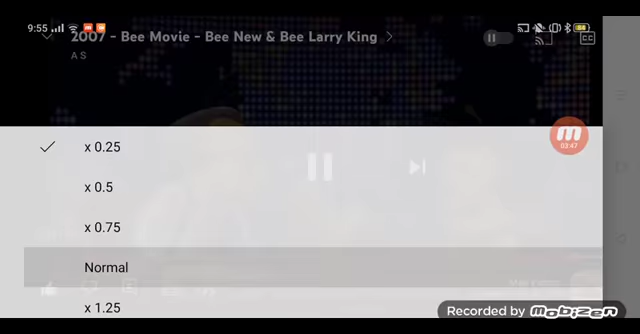 9:55
2007 - Bee Movie - Bee New & Bee Larry King
A S
CC
x 0.25
03:47
x 0.5
x 0.75
Normal
x 1.25
Recorded by mobizen